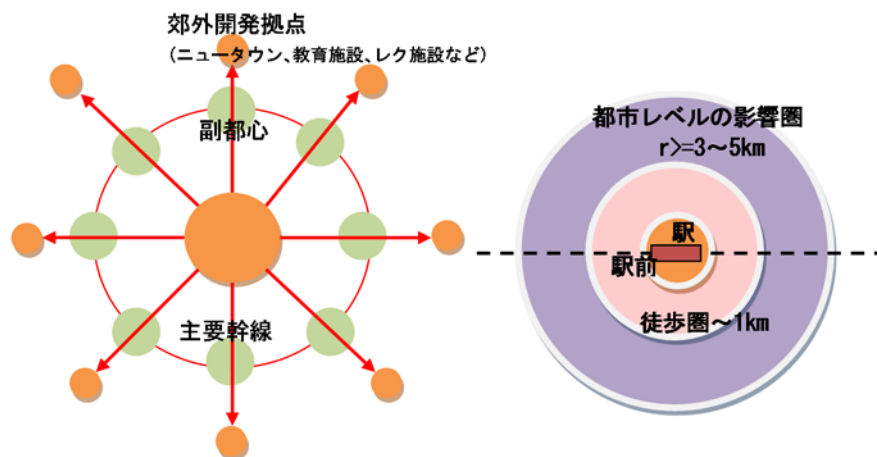 郊外開発拠点
(ニュータウン、教育施設、レク施設など)
副都心
主要幹線
都市レベルの影響圏
r>=3～5km
駅
駅前
徒歩圏～1km